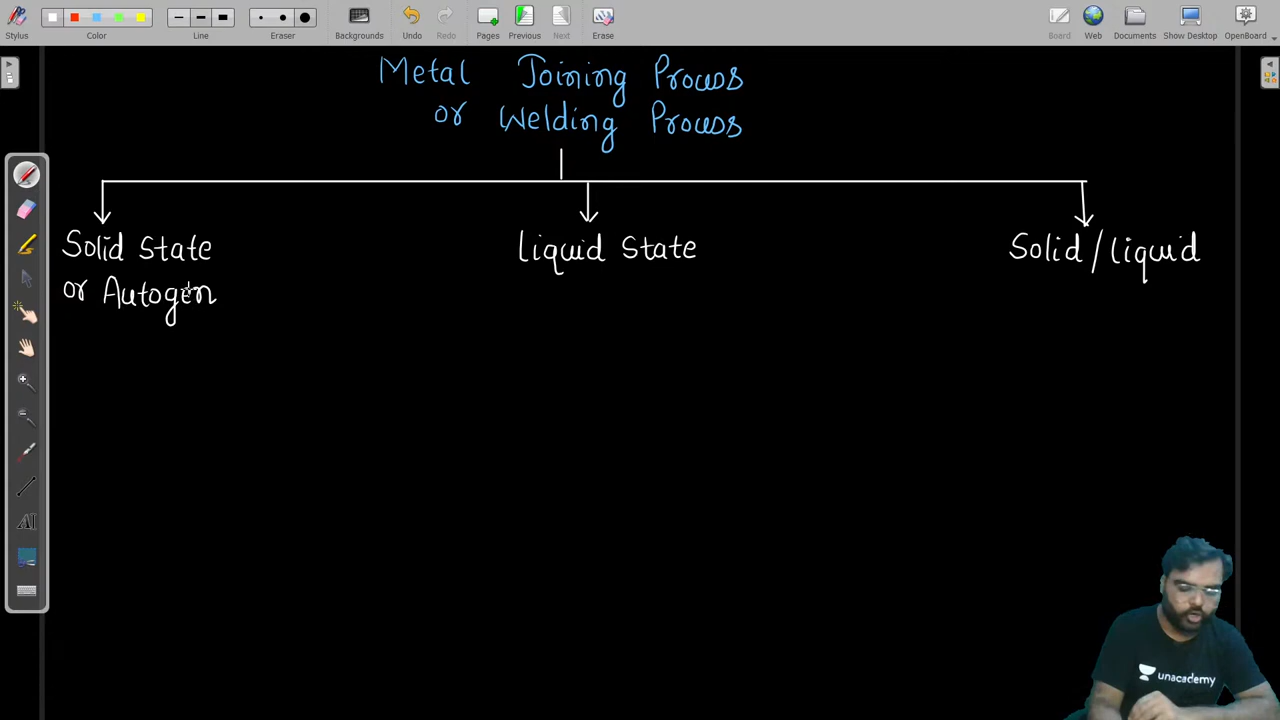 Stylus
Color
Line
Eraser
Backgrounds
Undo
Redo
Pages
Previous
Next
Erase
Board
Web
Documents
Show Desktop
OpenBoard
Metal Joining Process
or Welding Process
Solid State
or Autogen
Liquid State
Solid/Liquid
AI
unacademy